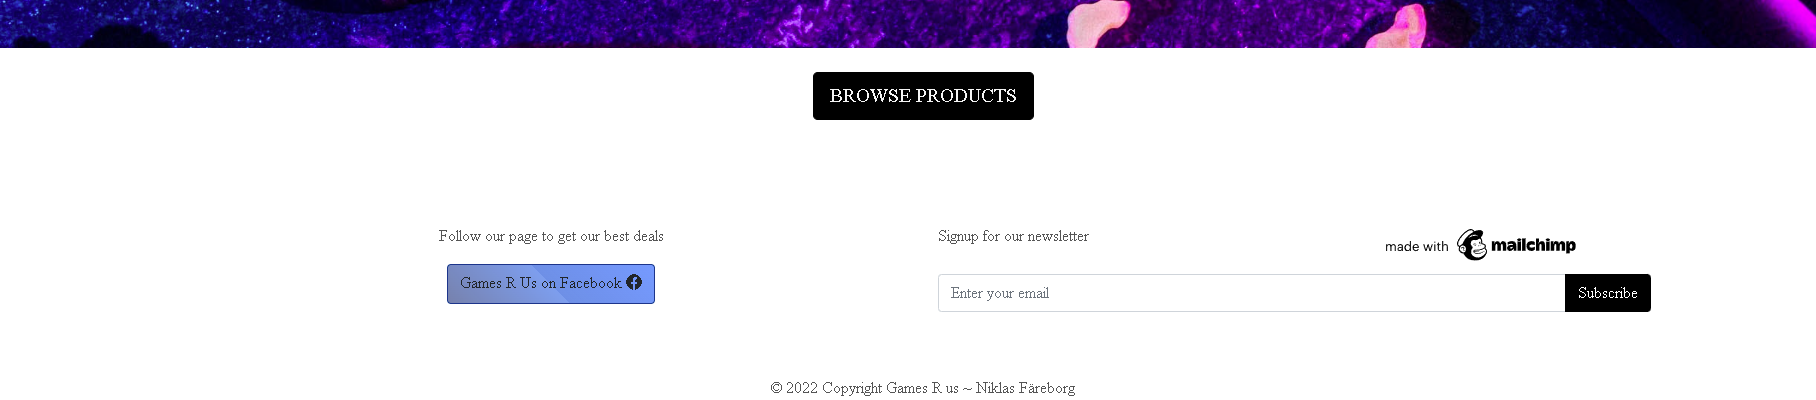 BROWSE PRODUCTS
Follow our page to get our best deals
Games R Us on Facebook
Signup for our newsletter
made with mailchimp
Enter your email
Subscribe
© 2022 Copyright Games R us ~ Niklas Färeborg